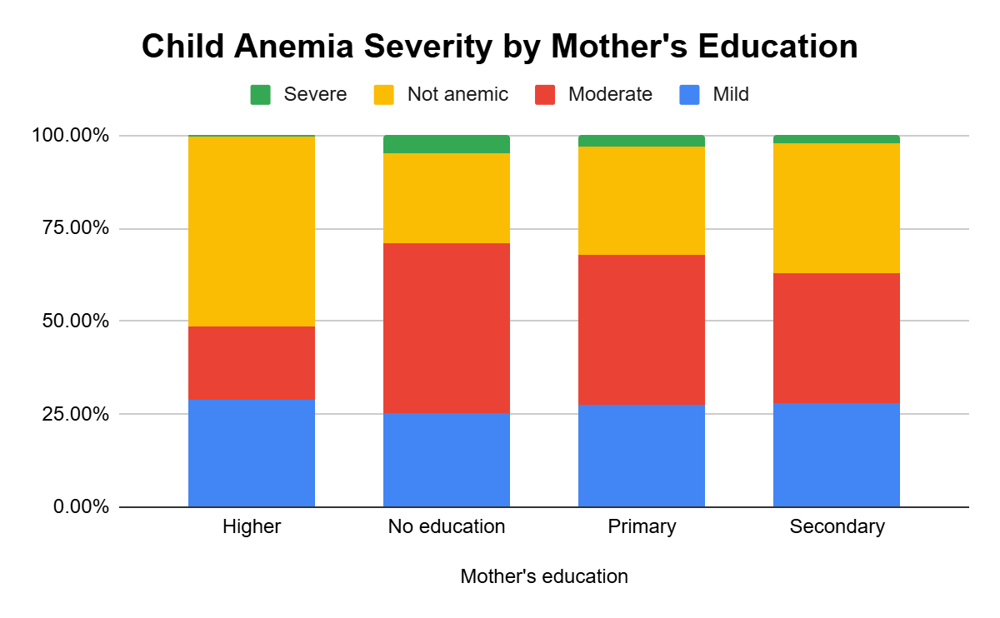 Child Anemia Severity by Mother's Education
Severe Not anemic Moderate Mild
100.00%
75.00%
50.00%
25.00%
0.00%
Higher No education Primary Secondary
Mother's education